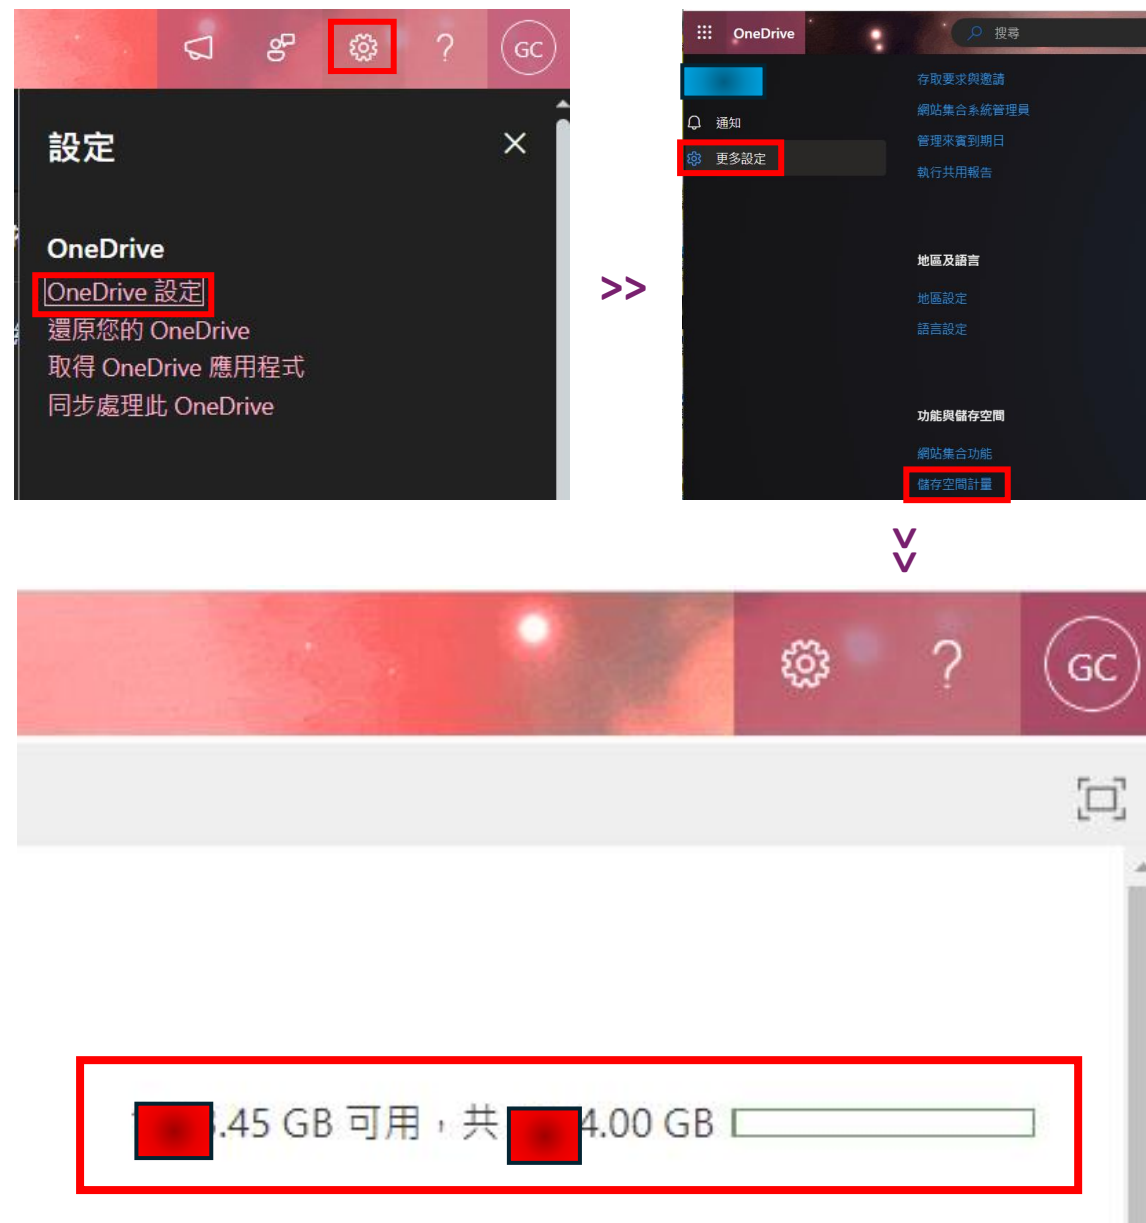 GC
設定
OneDrive
OneDrive 設定
還原您的 OneDrive
取得 OneDrive 應用程式
同步處理此 OneDrive
>>
OneDrive
搜尋
通知
更多設定
存取要求與邀請
網站集合系統管理員
管理來賓到期日
執行共用報告
地區及語言
地區設定
語言設定
功能與儲存空間
網站集合功能
儲存空間計量
>>
GC
.45 GB 可用，共 4.00 GB